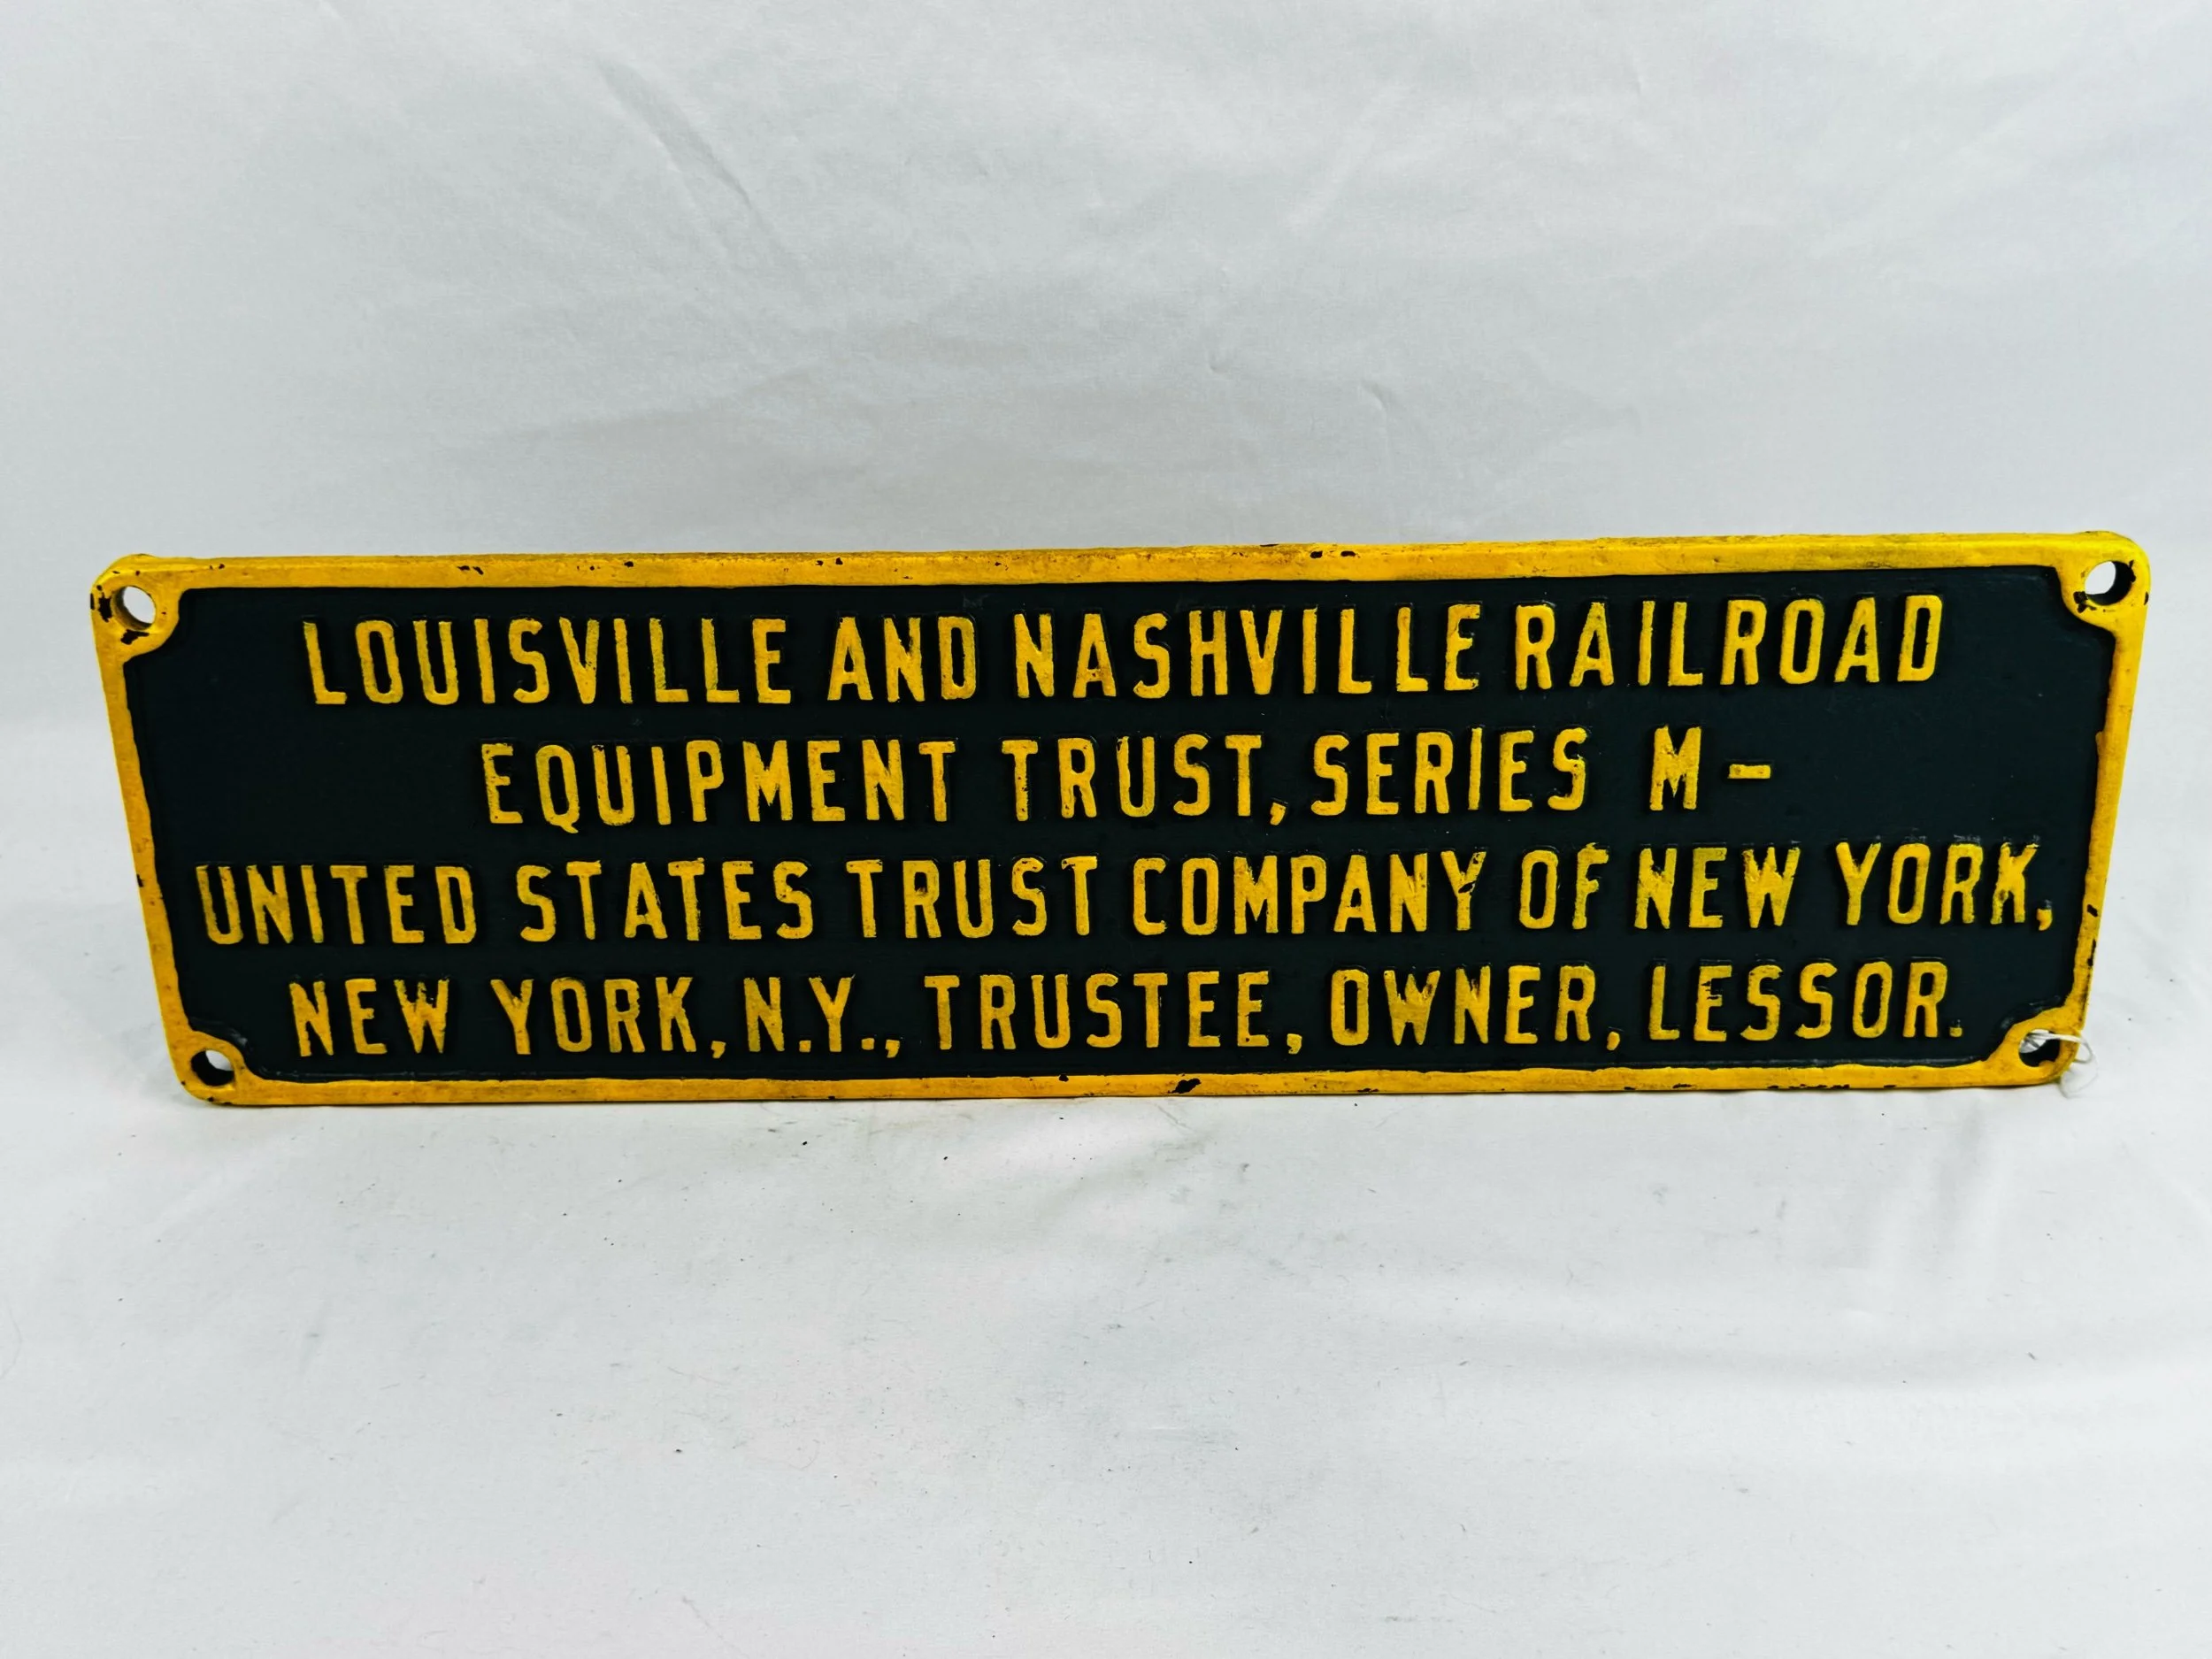 LOUISVILLE AND NASHVILLE RAILROAD
EQUIPMENT TRUST, SERIES M-
UNITED STATES TRUST COMPANY OF NEW YORK,
NEW YORK, N.Y., TRUSTEE, OWNER, LESSOR.